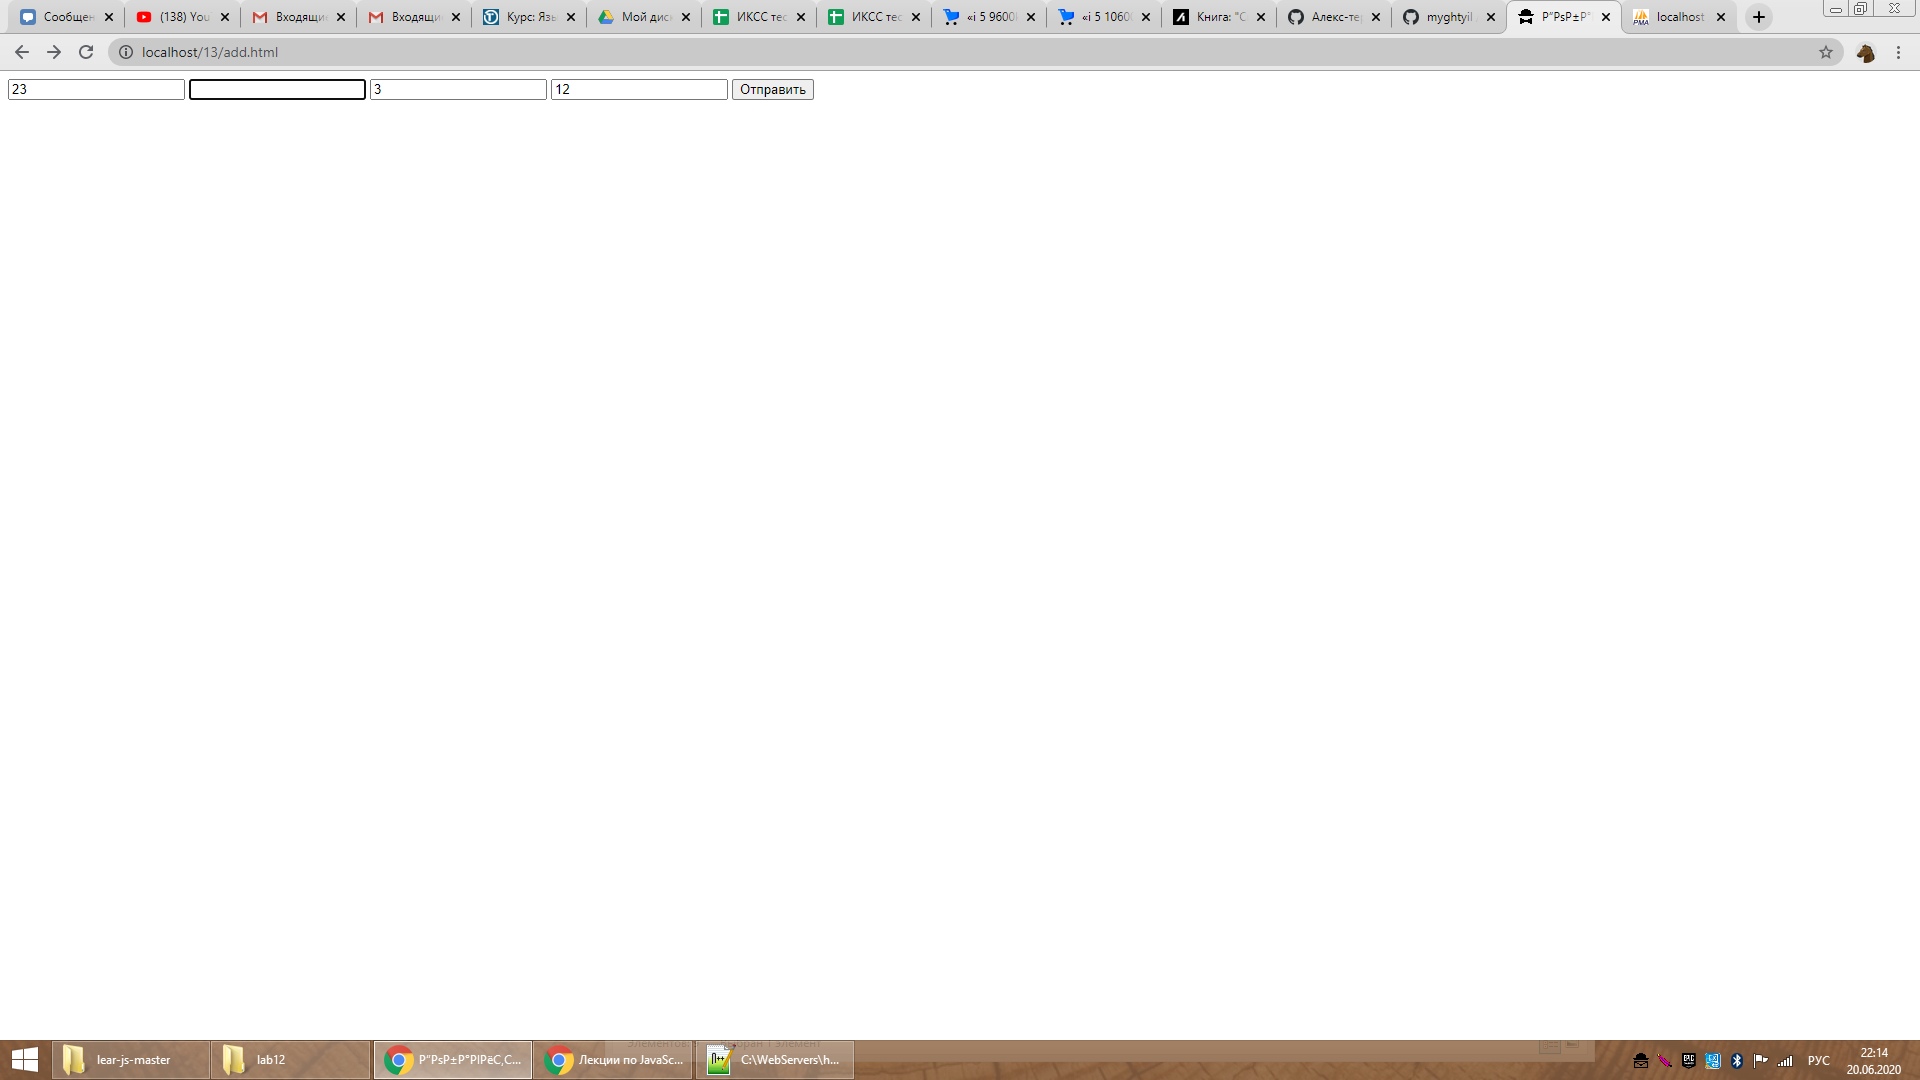 Сообщен (138) You Входящи Входящи Курс: Язы Мой дис ИКСС тес ИКСС тес «i 5 9600 «i 5 1060 Книга: "С Алекс-те myghtyil Р"РѕР±Р° localhost
localhost/13/add.html
23 3 12 Отправить
lear-js-master lab12 Р"РѕР±Р°РІРёС‚С... Лекции по JavaSc... C:\WebServers\h... РУС 22:14
20.06.2020